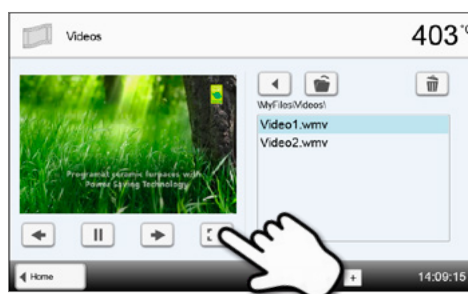 Videos
403°C
\MyFiles\Videos\
Video1.wmv
Video2.wmv
Programat ceramic furnaces with
Power Saving Technology
Home
14:09:15